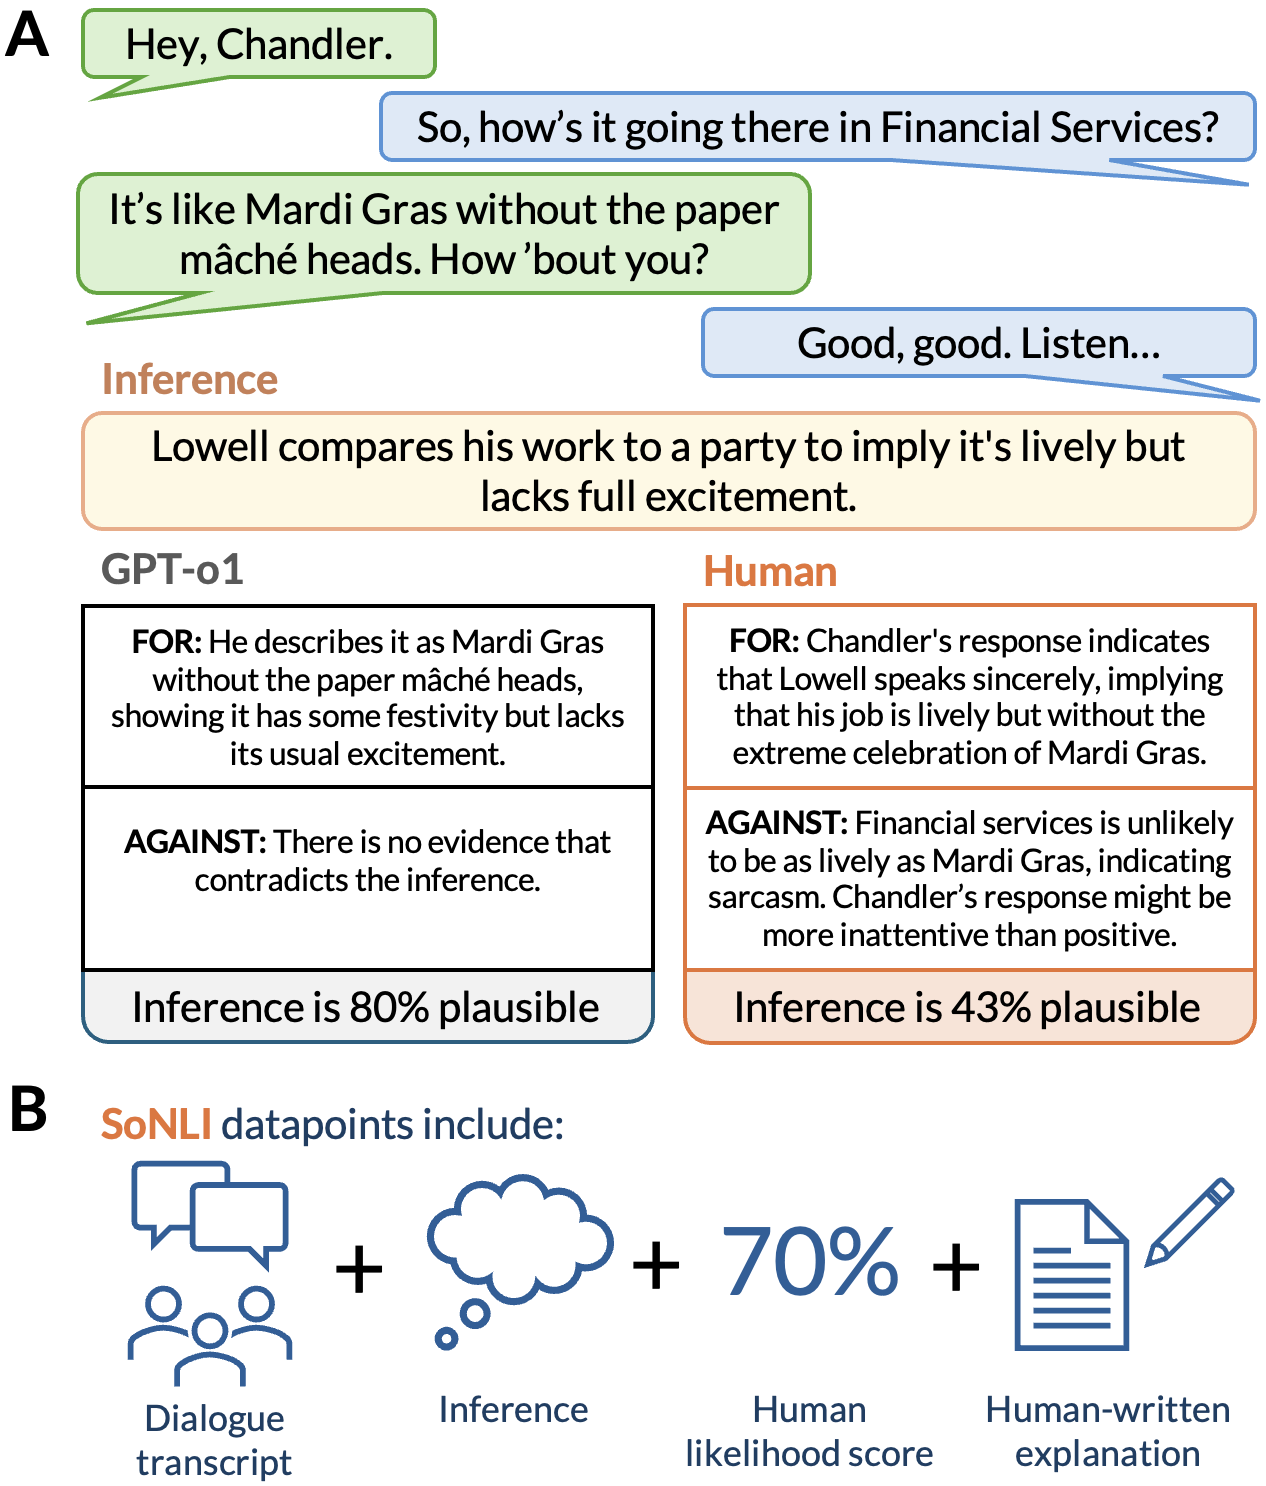 A
Hey, Chandler.
So, how’s it going there in Financial Services?
It’s like Mardi Gras without the paper
mâché heads. How ’bout you?
Good, good. Listen...
Inference
Lowell compares his work to a party to imply it's lively but
lacks full excitement.
GPT-o1
FOR: He describes it as Mardi Gras
without the paper mâché heads,
showing it has some festivity but lacks
its usual excitement.
AGAINST: There is no evidence that
contradicts the inference.
Inference is 80% plausible
Human
FOR: Chandler's response indicates
that Lowell speaks sincerely, implying
that his job is lively but without the
extreme celebration of Mardi Gras.
AGAINST: Financial services is unlikely
to be as lively as Mardi Gras, indicating
sarcasm. Chandler’s response might be
more inattentive than positive.
Inference is 43% plausible
B
SoNLI datapoints include:
+
+
70%
+
Dialogue
transcript
Inference
Human
likelihood score
Human-written
explanation